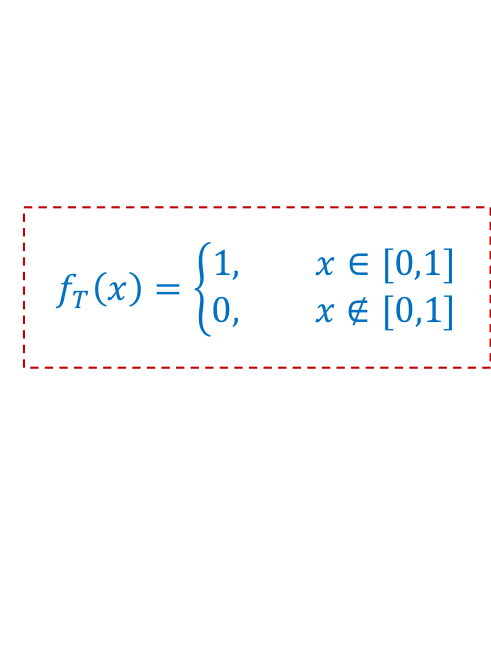 f_T(x) = {1, x ∈ [0,1]
0, x ∉ [0,1]